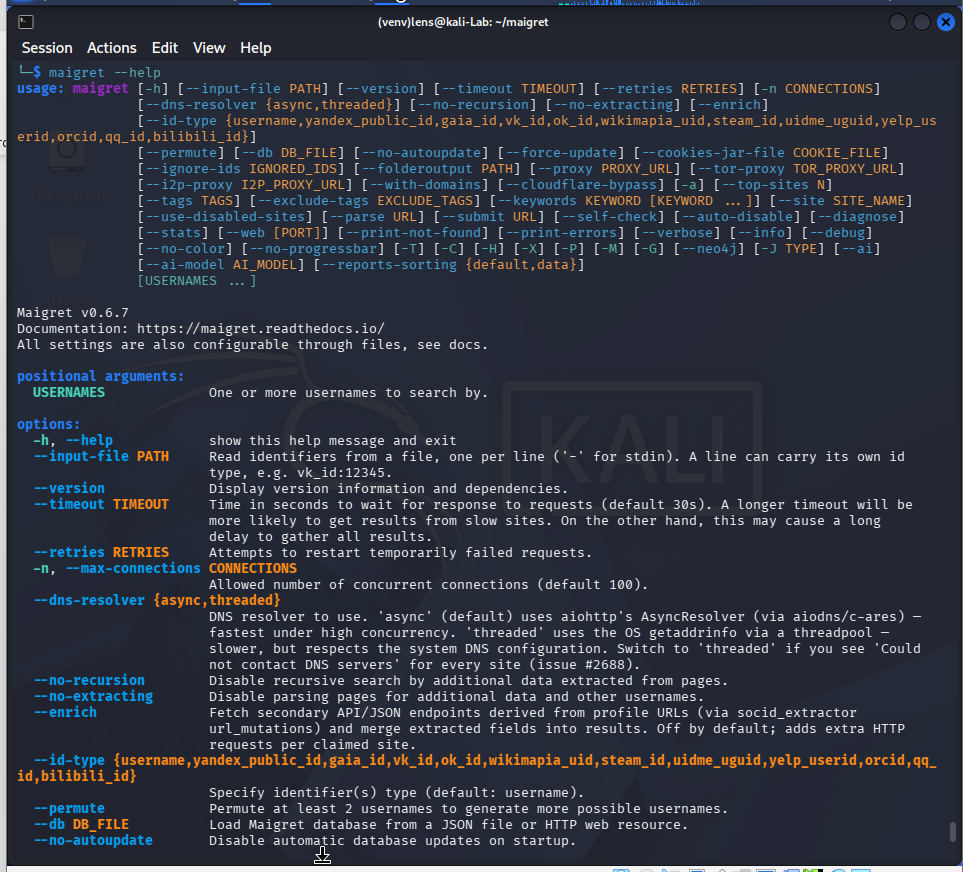 (venv)lens@kali-Lab: ~/maigret
Session Actions Edit View Help
└─$ maigret --help
usage: maigret [-h] [--input-file PATH] [--version] [--timeout TIMEOUT] [--retries RETRIES] [-n CONNECTIONS]
[--dns-resolver {async,threaded}] [--no-recursion] [--no-extracting] [--enrich]
[--id-type {username,yandex_public_id,gaia_id,vk_id,ok_id,wikimapia_uid,steam_id,uidme_uguid,yelp_us
erid,orcid,qq_id,bilibili_id}]
[--permute] [--db DB_FILE] [--no-autoupdate] [--force-update] [--cookies-jar-file COOKIE_FILE]
[--ignore-ids IGNORED_IDS] [--folderoutput PATH] [--proxy PROXY_URL] [--tor-proxy TOR_PROXY_URL]
[--i2p-proxy I2P_PROXY_URL] [--with-domains] [--cloudflare-bypass] [-a] [--top-sites N]
[--tags TAGS] [--exclude-tags EXCLUDE_TAGS] [--keywords KEYWORD [KEYWORD ...]] [--site SITE_NAME]
[--use-disabled-sites] [--parse URL] [--submit URL] [--self-check] [--auto-disable] [--diagnose]
[--stats] [--web [PORT]] [--print-not-found] [--print-errors] [--verbose] [--info] [--debug]
[--no-color] [--no-progressbar] [-T] [-C] [-H] [-X] [-P] [-M] [-G] [--neo4j] [-J TYPE] [--ai]
[--ai-model AI_MODEL] [--reports-sorting {default,data}]
[USERNAMES ...]
File System
Trash
Maigret v0.6.7
Documentation: https://maigret.readthedocs.io/
All settings are also configurable through files, see docs.
positional arguments:
USERNAMES One or more usernames to search by.
KALI
options:
-h, --help show this help message and exit
--input-file PATH Read identifiers from a file, one per line ('-' for stdin). A line can carry its own id
type, e.g. vk_id:12345.
--version Display version information and dependencies.
--timeout TIMEOUT Time in seconds to wait for response to requests (default 30s). A longer timeout will be
more likely to get results from slow sites. On the other hand, this may cause a long
delay to gather all results.
--retries RETRIES Attempts to restart temporarily failed requests.
-n, --max-connections CONNECTIONS
Allowed number of concurrent connections (default 100).
--dns-resolver {async,threaded}
DNS resolver to use. 'async' (default) uses aiohttp's AsyncResolver (via aiodns/c-ares) —
fastest under high concurrency. 'threaded' uses the OS getaddrinfo via a threadpool —
slower, but respects the system DNS configuration. Switch to 'threaded' if you see 'Could
not contact DNS servers' for every site (issue #2688).
--no-recursion Disable recursive search by additional data extracted from pages.
--no-extracting Disable parsing pages for additional data and other usernames.
--enrich Fetch secondary API/JSON endpoints derived from profile URLs (via socid_extractor
url_mutations) and merge extracted fields into results. Off by default; adds extra HTTP
requests per claimed site.
--id-type {username,yandex_public_id,gaia_id,vk_id,ok_id,wikimapia_uid,steam_id,uidme_uguid,yelp_userid,orcid,qq_
id,bilibili_id}
Specify identifier(s) type (default: username).
--permute Permute at least 2 usernames to generate more possible usernames.
--db DB_FILE Load Maigret database from a JSON file or HTTP web resource.
--no-autoupdate Disable automatic database updates on startup.